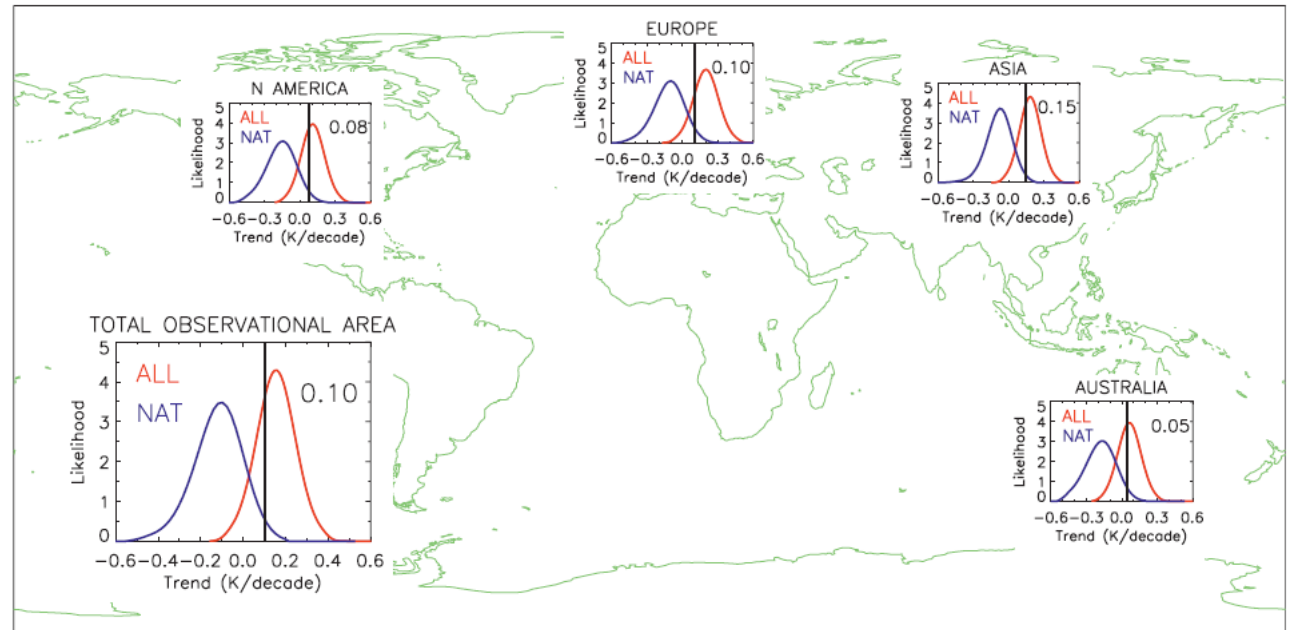 EUROPE
5
4
3
2
1
0
ALL
NAT
0.10
Likelihood
−0.6−0.3 0.0 0.3 0.6
Trend (K/decade)
N AMERICA
5
4
3
2
1
0
ALL
NAT
0.08
Likelihood
−0.6−0.3 0.0 0.3 0.6
Trend (K/decade)
ASIA
5
4
3
2
1
0
ALL
NAT
0.15
Likelihood
−0.6−0.3 0.0 0.3 0.6
Trend (K/decade)
TOTAL OBSERVATIONAL AREA
5
4
3
2
1
0
ALL
NAT
0.10
Likelihood
−0.6−0.4−0.2 0.0 0.2 0.4 0.6
Trend (K/decade)
AUSTRALIA
5
4
3
2
1
0
ALL
NAT
0.05
Likelihood
−0.6−0.3 0.0 0.3 0.6
Trend (K/decade)